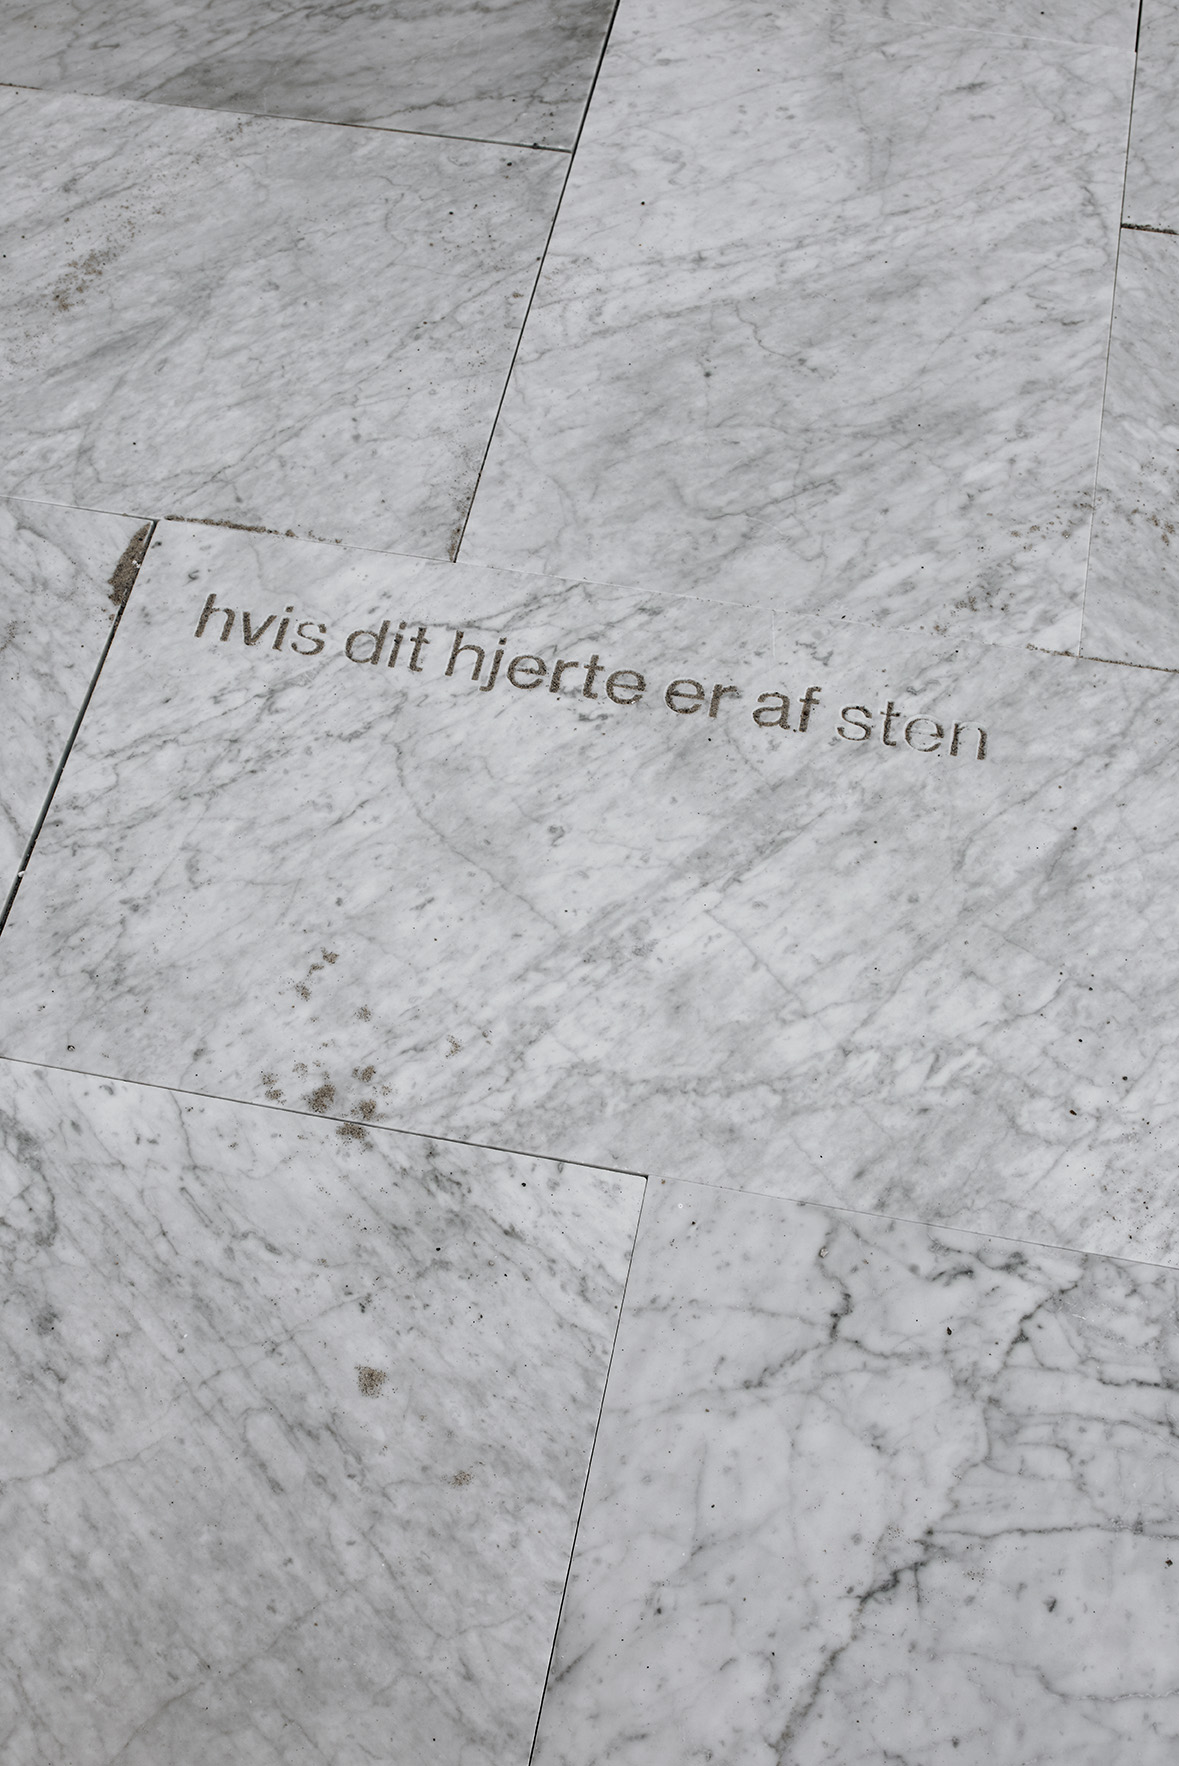 hvis dit hjerte er af sten